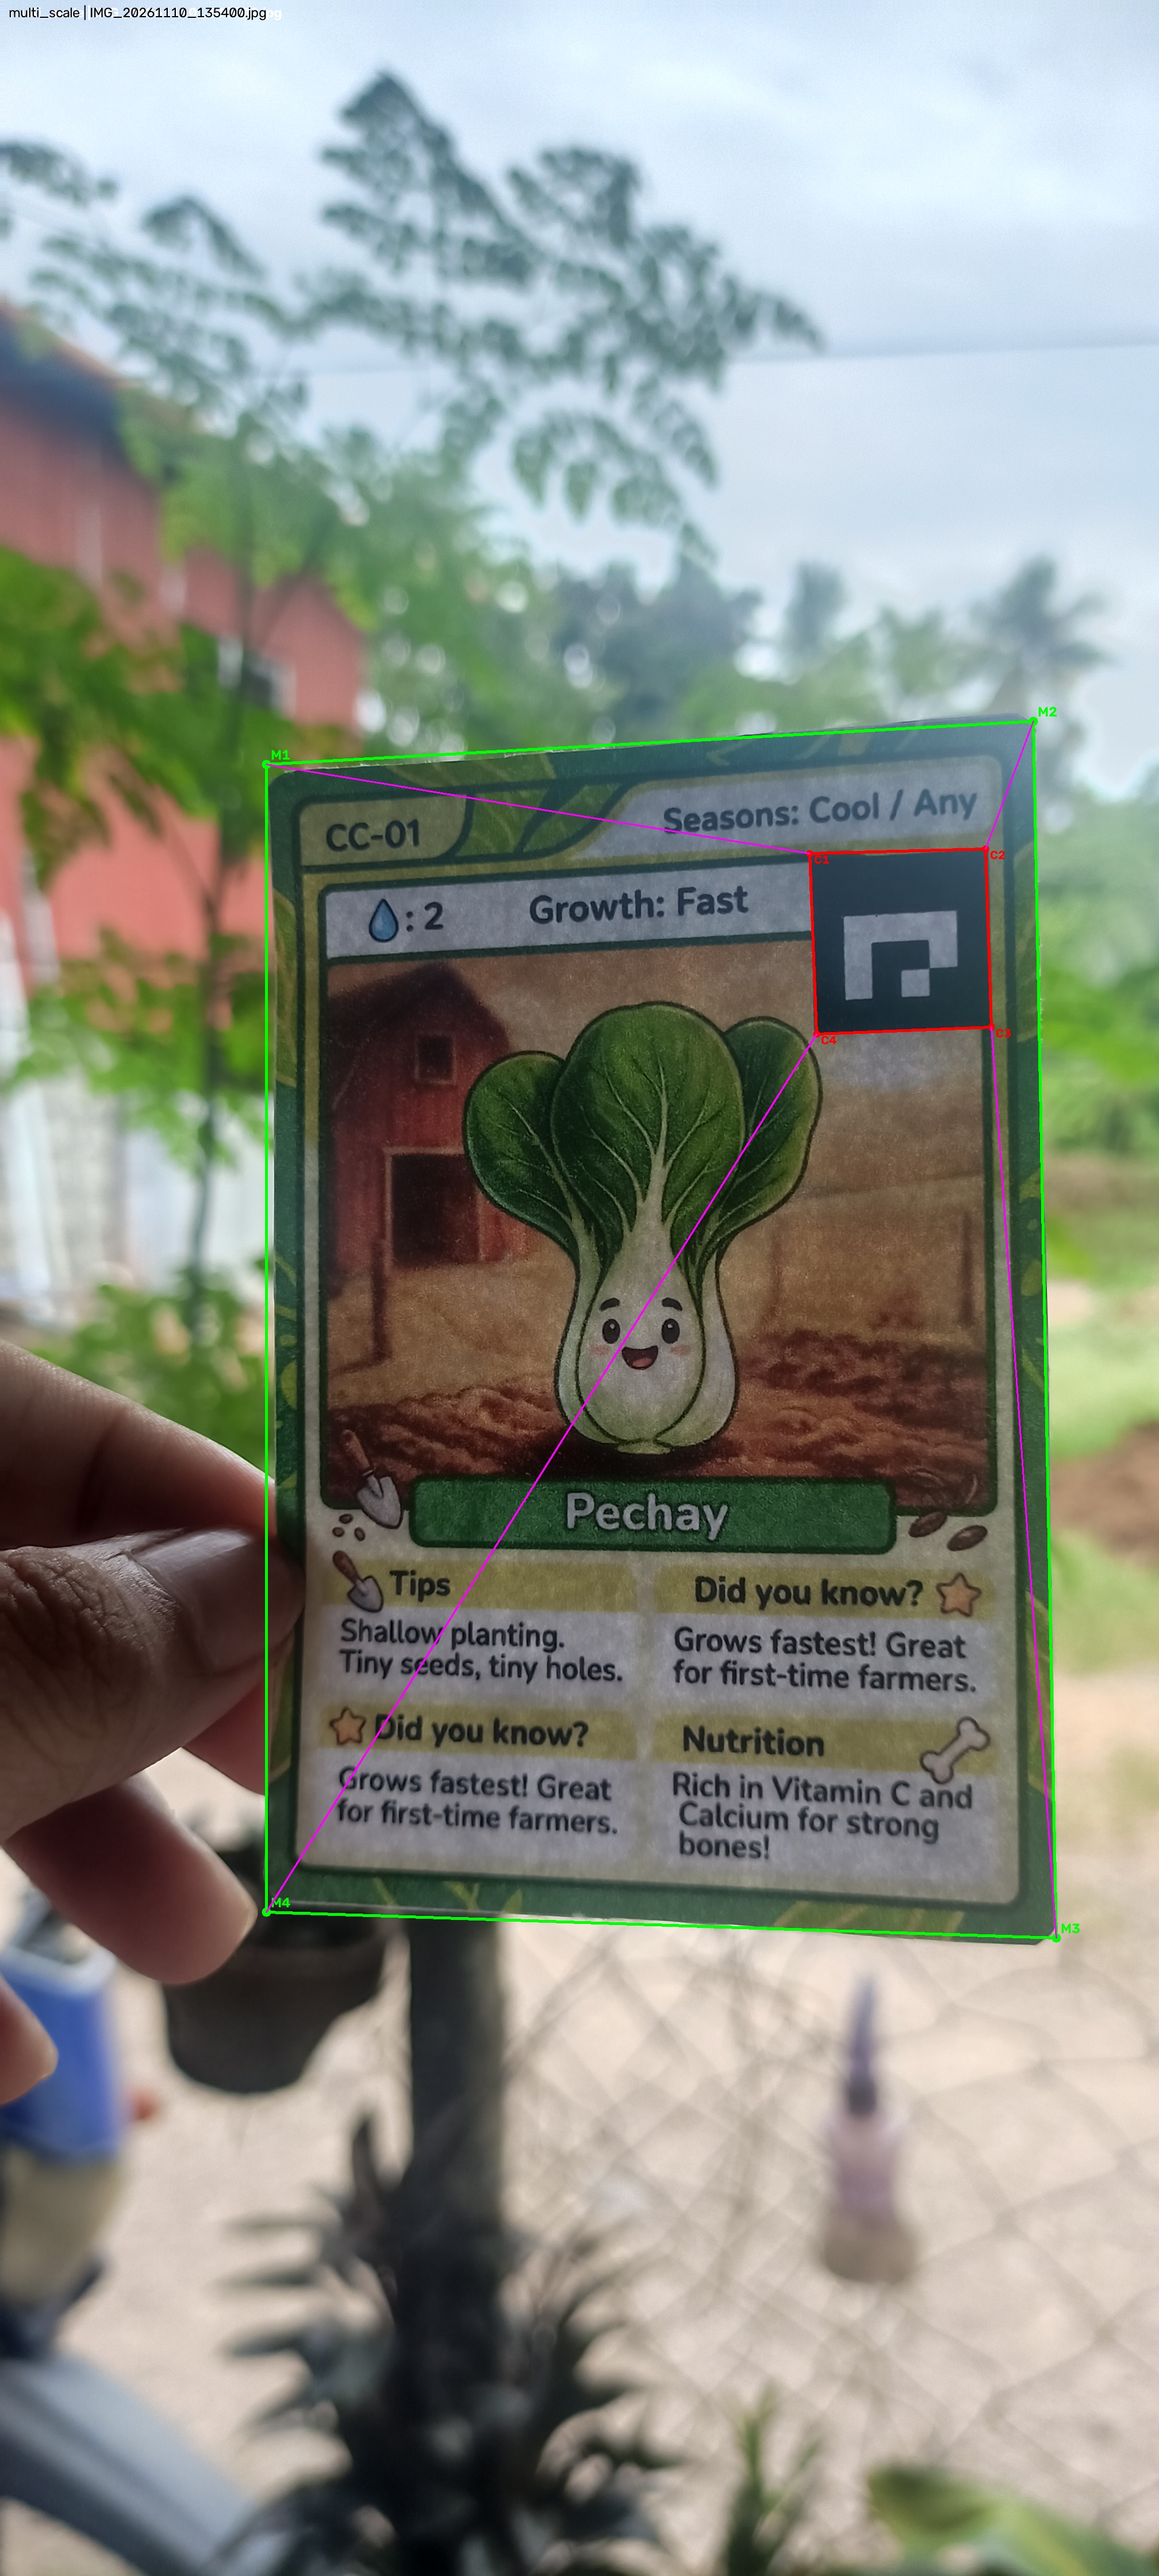 multi_scale | IMG_20261110_135400.jpg
M1
M2
CC-01
Seasons: Cool / Any
C1
C2
: 2
Growth: Fast
C3
C4
Pechay
Tips
Shallow planting.
Tiny seeds, tiny holes.
Did you know?
Grows fastest! Great
for first-time farmers.
Did you know?
Grows fastest! Great
for first-time farmers.
Nutrition
Rich in Vitamin C and
Calcium for strong
bones!
M4
M3